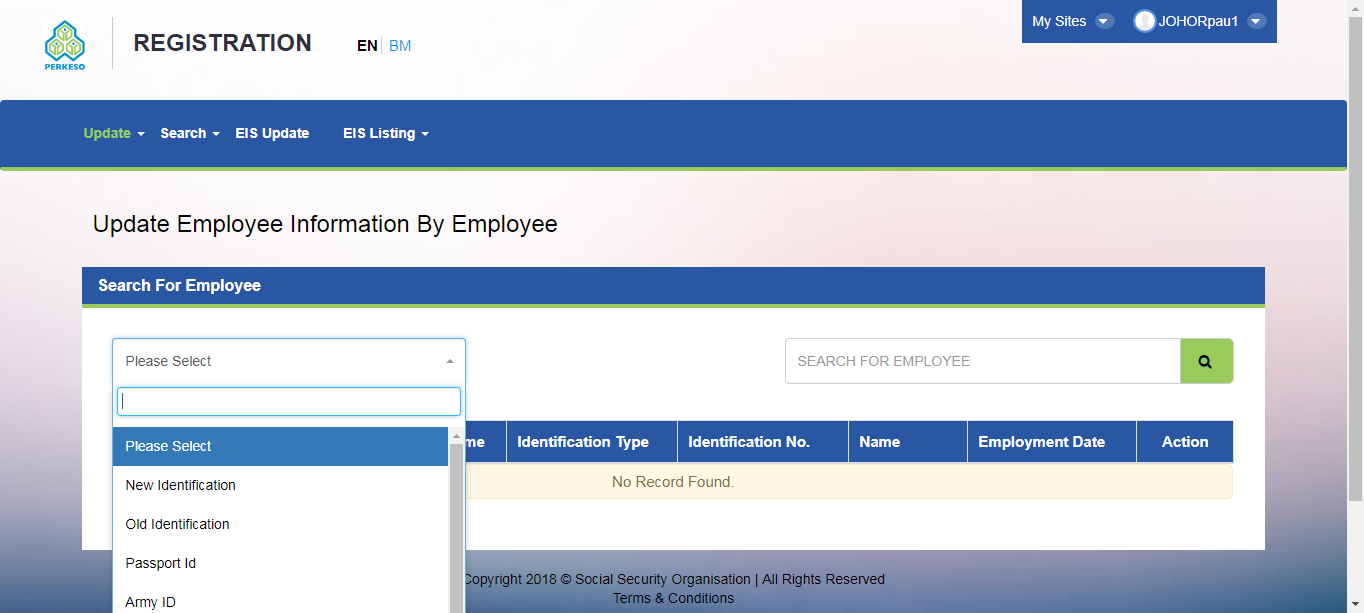 My Sites JOHORpau1
PERKESO
REGISTRATION EN BM
Update Search EIS Update EIS Listing
Update Employee Information By Employee
Search For Employee
Please Select
SEARCH FOR EMPLOYEE
me Identification Type Identification No. Name Employment Date Action
No Record Found.
Please Select
New Identification
Old Identification
Passport Id
Army ID
Copyright 2018 © Social Security Organisation | All Rights Reserved
Terms & Conditions